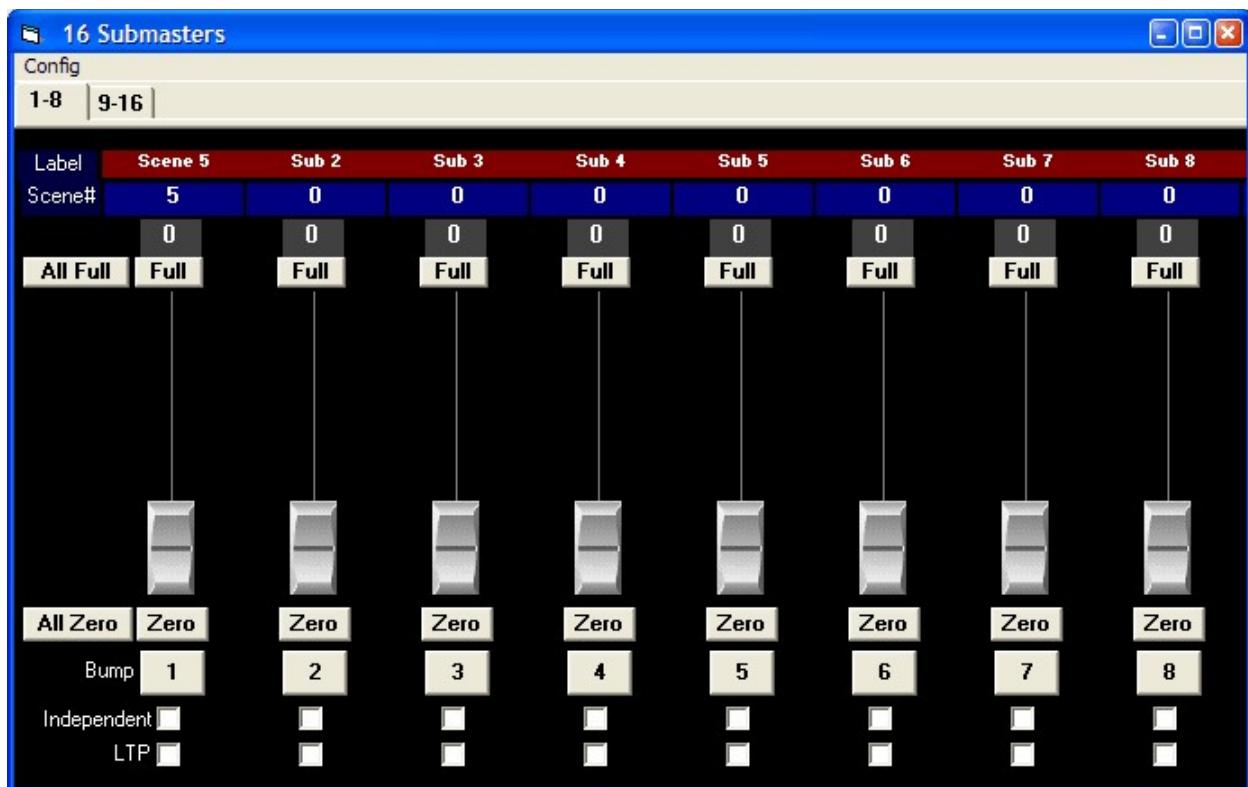 16 Submasters
Config
1-8 9-16
Label Scene 5 Sub 2 Sub 3 Sub 4 Sub 5 Sub 6 Sub 7 Sub 8
Scene# 5 0 0 0 0 0 0 0
0 0 0 0 0 0 0 0
All Full Full Full Full Full Full Full Full Full
All Zero Zero Zero Zero Zero Zero Zero Zero Zero
Bump 1 2 3 4 5 6 7 8
Independent
LTP